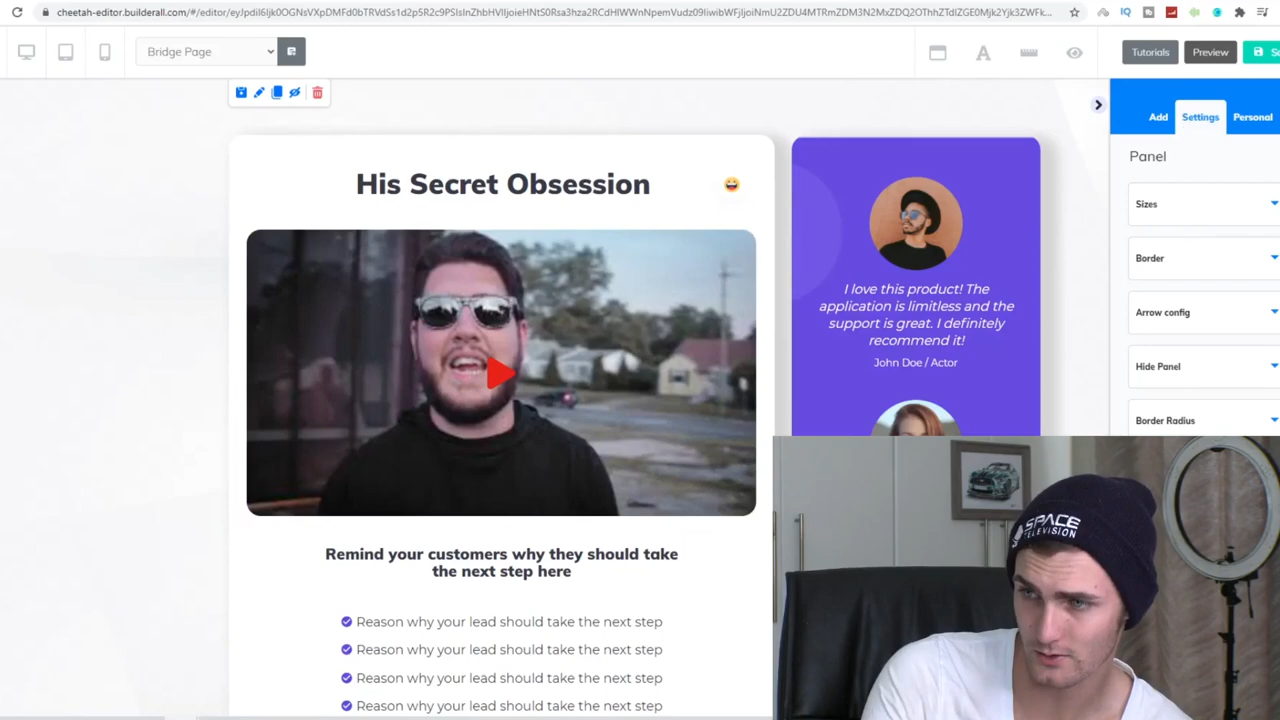 cheetah-editor.builderall.com/#/editor/
Bridge Page
Tutorials
Preview
Add
Settings
Personal
Panel
Sizes
Border
Arrow config
Hide Panel
Border Radius
His Secret Obsession
I love this product! The
application is limitless and the
support is great. I definitely
recommend it!
John Doe / Actor
Remind your customers why they should take
the next step here
Reason why your lead should take the next step
Reason why your lead should take the next step
Reason why your lead should take the next step
Reason why your lead should take the next step
SPACE
TELEVISION